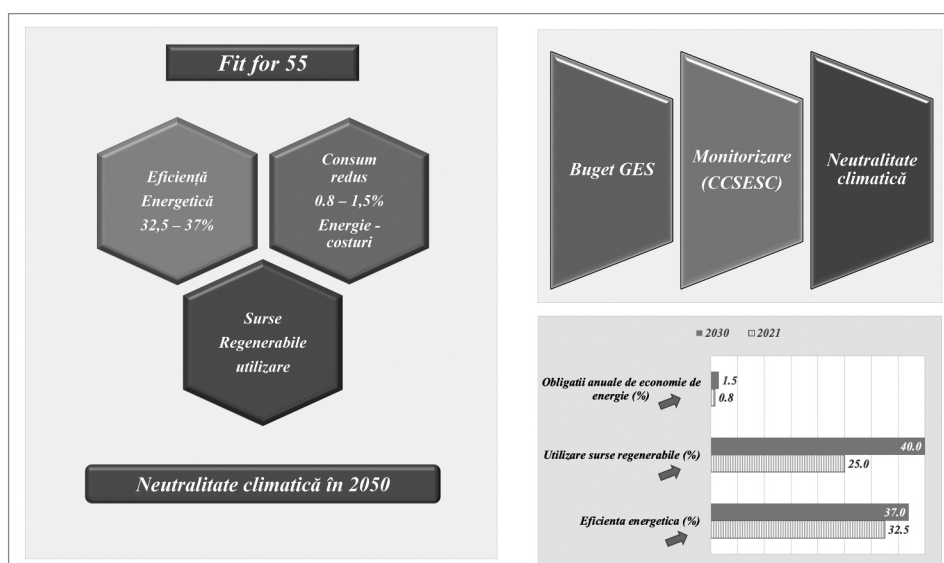 Fit for 55
Eficiență
Energetică
32,5 – 37%
Consum
redus
0.8 – 1,5%
Energie -
costuri
Surse
Regenerabile
utilizare
Neutralitate climatică în 2050
Buget GES
Monitorizare
(CCSESC)
Neutralitate
climatică
2030 2021
Obligatii anuale de economie de
energie (%)
1.5
0.8
Utilizare surse regenerabile (%)
40.0
25.0
Eficienta energetica (%)
37.0
32.5